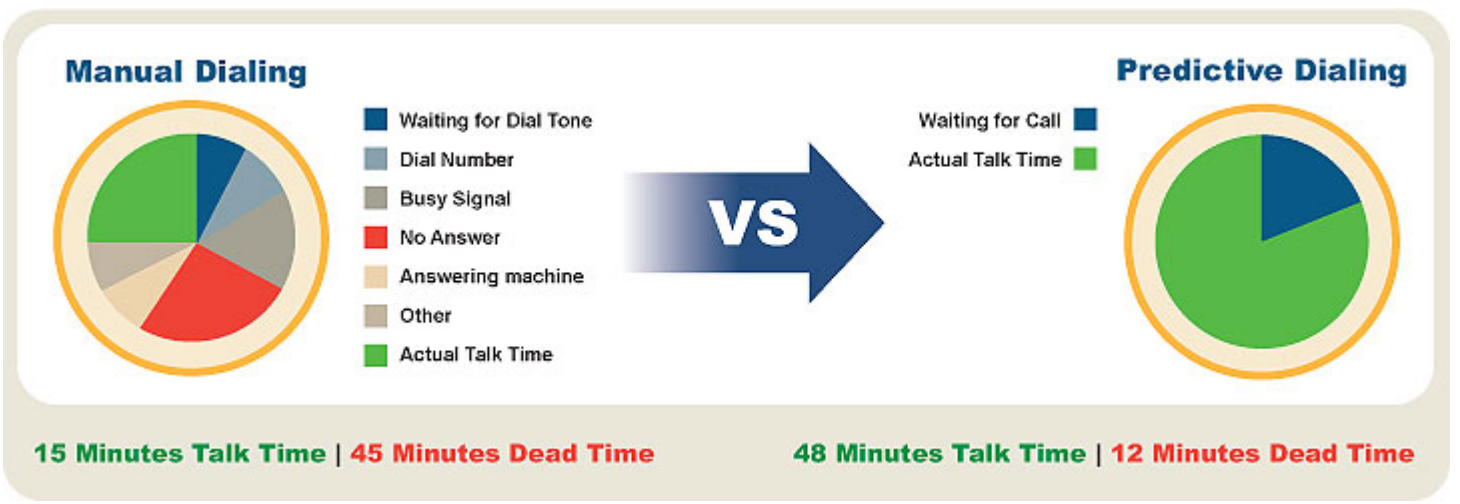 Manual Dialing
Waiting for Dial Tone
Dial Number
Busy Signal
No Answer
Answering machine
Other
Actual Talk Time
VS
Predictive Dialing
Waiting for Call
Actual Talk Time
15 Minutes Talk Time | 45 Minutes Dead Time
48 Minutes Talk Time | 12 Minutes Dead Time